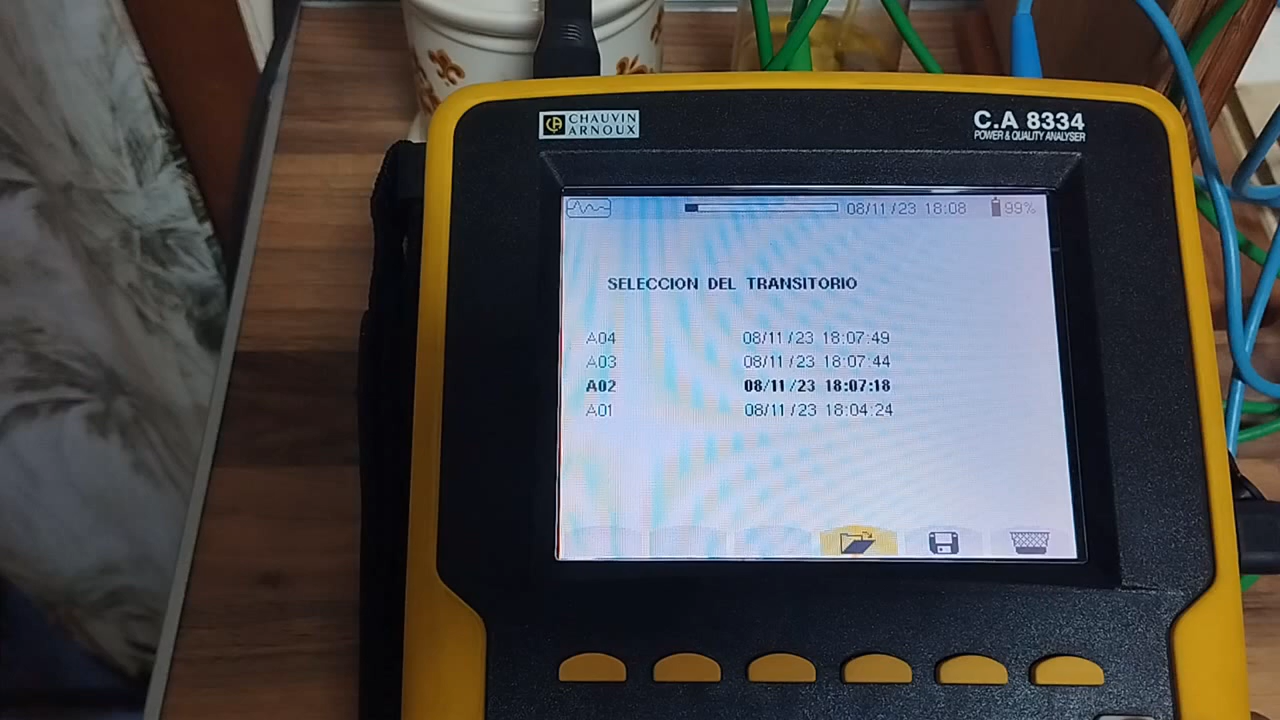 CHAUVIN
ARNOUX
C.A 8334
POWER & QUALITY ANALYSER
08/11/23 18:08 99%
SELECCION DEL TRANSITORIO
A04 08/11/23 18:07:49
A03 08/11/23 18:07:44
A02 08/11/23 18:07:18
A01 08/11/23 18:04:24